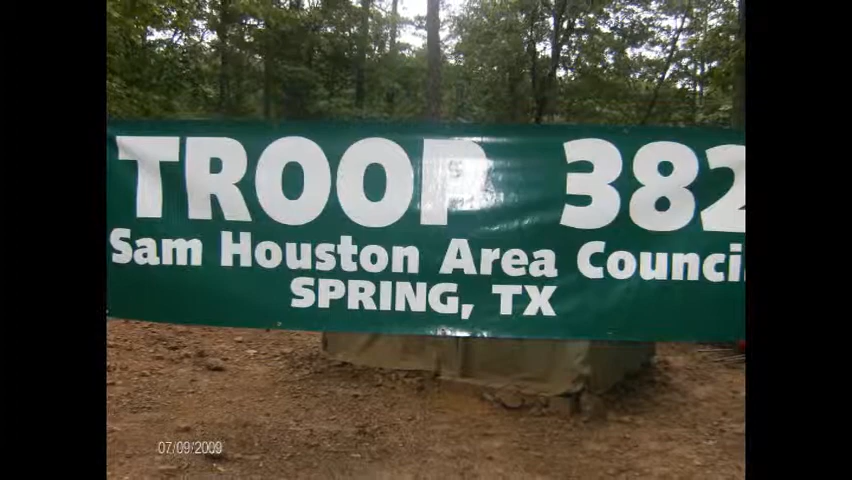 TROOP 382
Sam Houston Area Council
SPRING, TX
07/09/2009